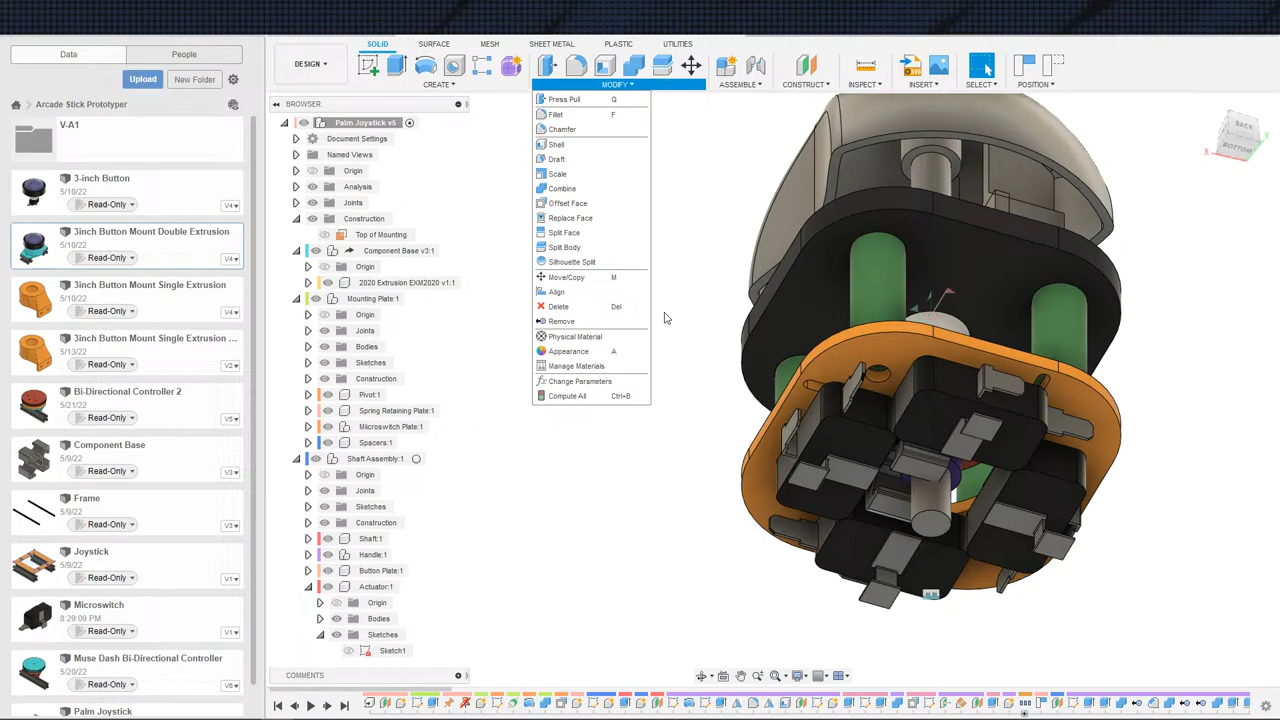 Data
People
Upload
New Folder
Arcade Stick Prototyper
V-A1
3-inch Button
5/10/22
Read-Only
V4
3inch Button Mount Double Extrusion
5/10/22
Read-Only
V4
3inch Button Mount Single Extrusion
5/10/22
Read-Only
V4
3inch Button Mount Single Extrusion ...
5/13/22
Read-Only
V2
Bi-Directional Controller 2
5/21/22
Read-Only
V5
Component Base
5/9/22
Read-Only
V3
Frame
5/9/22
Read-Only
V3
Joystick
5/9/22
Read-Only
V1
Microswitch
8:29:09 PM
Read-Only
V1
Muse Dash Bi-Directional Controller
5/22/22
Read-Only
Palm Joystick
DESIGN
SOLID
SURFACE
MESH
SHEET METAL
PLASTIC
UTILITIES
CREATE
MODIFY
ASSEMBLE
CONSTRUCT
INSPECT
INSERT
SELECT
POSITION
BROWSER
Palm Joystick v5
Document Settings
Named Views
Origin
Analysis
Joints
Construction
Top of Mounting
Component Base v3:1
Origin
2020 Extrusion EXM2020 v1:1
Mounting Plate:1
Origin
Joints
Bodies
Sketches
Construction
Pivot:1
Spring Retaining Plate:1
Miicroswitch Plate:1
Spacers:1
Shaft Assembly:1
Origin
Joints
Sketches
Construction
Shaft:1
Handle:1
Button Plate:1
Actuator:1
Origin
Bodies
Sketches
Sketch1
COMMENTS
Press Pull Q
Fillet F
Chamfer
Shell
Draft
Scale
Combine
Offset Face
Replace Face
Split Face
Split Body
Silhouette Split
Move/Copy M
Align
Delete Del
Remove
Physical Material
Appearance A
Manage Materials
Change Parameters
Compute All Ctrl+B
BACK
BOTTOM
X
Y